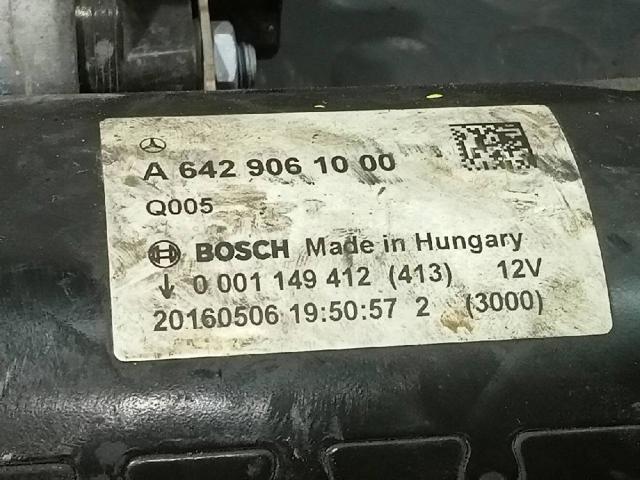 A 642 906 10 00
Q005
BOSCH Made in Hungary
0 001 149 412 (413) 12V
20160506 19:50:57 2 (3000)